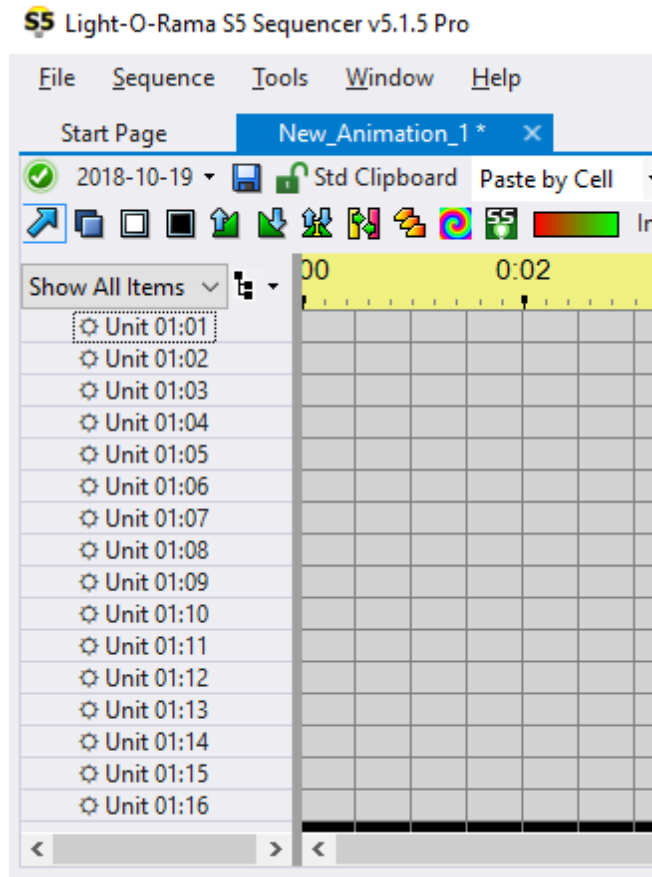 S5 Light-O-Rama S5 Sequencer v5.1.5 Pro
File Sequence Tools Window Help
Start Page New_Animation_1 * ×
2018-10-19 Std Clipboard Paste by Cell
S5 In
Show All Items 00 0:02
Unit 01:01
Unit 01:02
Unit 01:03
Unit 01:04
Unit 01:05
Unit 01:06
Unit 01:07
Unit 01:08
Unit 01:09
Unit 01:10
Unit 01:11
Unit 01:12
Unit 01:13
Unit 01:14
Unit 01:15
Unit 01:16